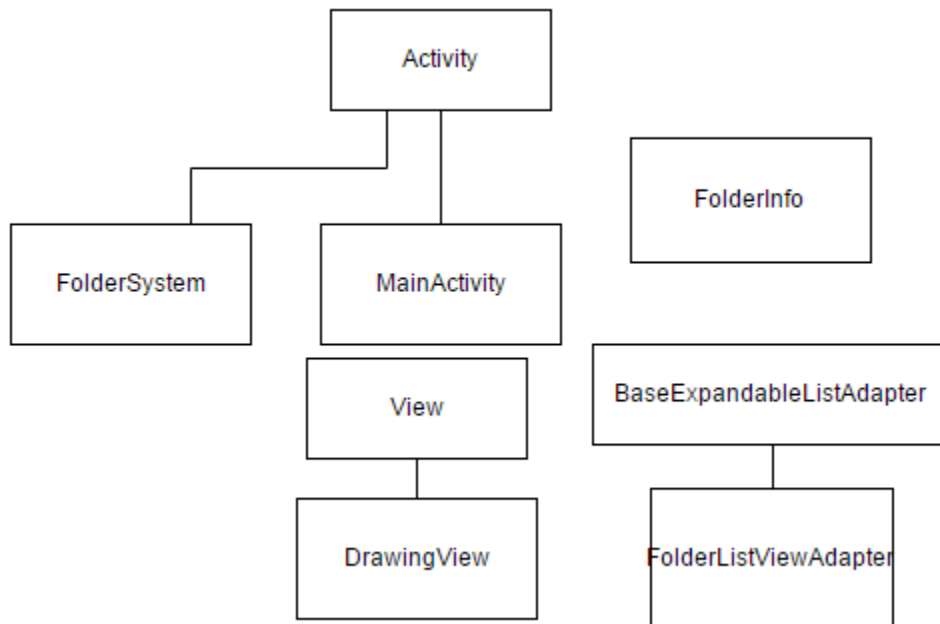 Activity
FolderInfo
FolderSystem
MainActivity
View
BaseExpandableListAdapter
DrawingView
FolderListViewAdapter